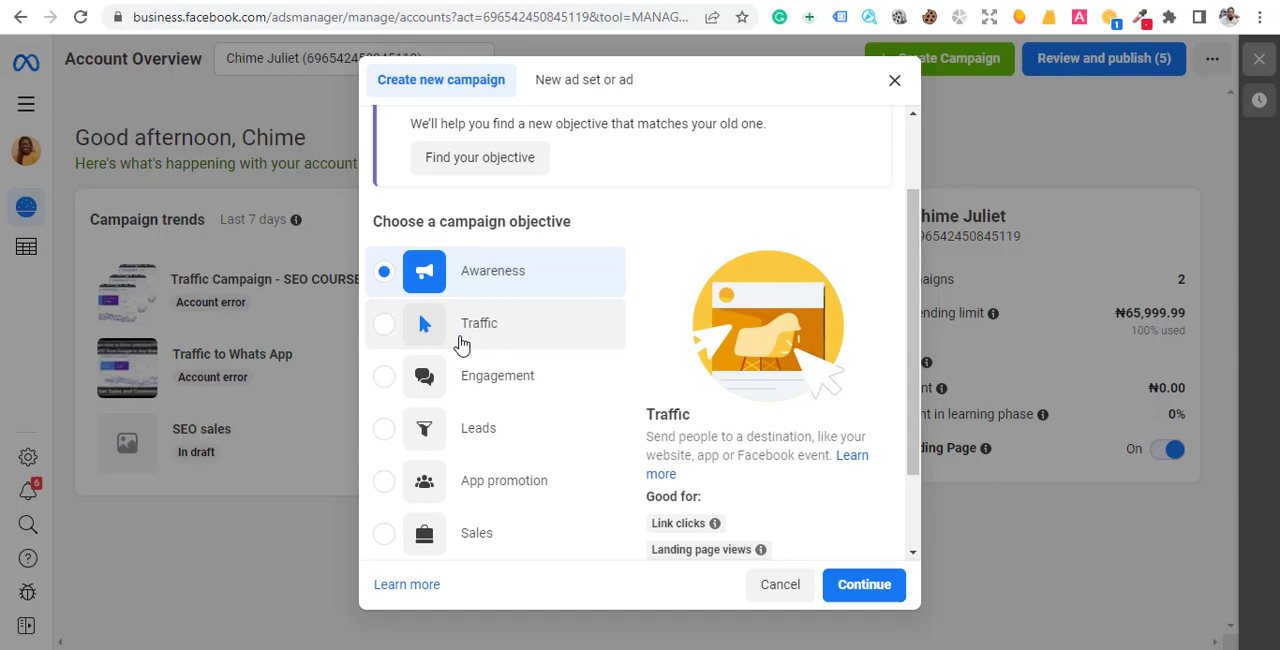 business.facebook.com/adsmanager/manage/accounts?act=696542450845119&tool=MANAG...
1
Account Overview
Chime Juliet (696542450845119)
Create Campaign
Review and publish (5)
...
Create new campaign
New ad set or ad
We'll help you find a new objective that matches your old one.
Find your objective
Good afternoon, Chime
Here's what's happening with your account
Campaign trends Last 7 days
Traffic Campaign - SEO COURSE
Account error
Traffic to Whats App
Account error
SEO sales
In draft
Choose a campaign objective
Awareness
Traffic
Engagement
Leads
App promotion
Sales
Traffic
Send people to a destination, like your
website, app or Facebook event. Learn
more
Good for:
Link clicks
Landing page views
Learn more
Cancel
Continue
hime Juliet
96542450845119
aigns
2
ending limit
₦65,999.99
100% used
nt
₦0.00
nt in learning phase
0%
ding Page
On
6